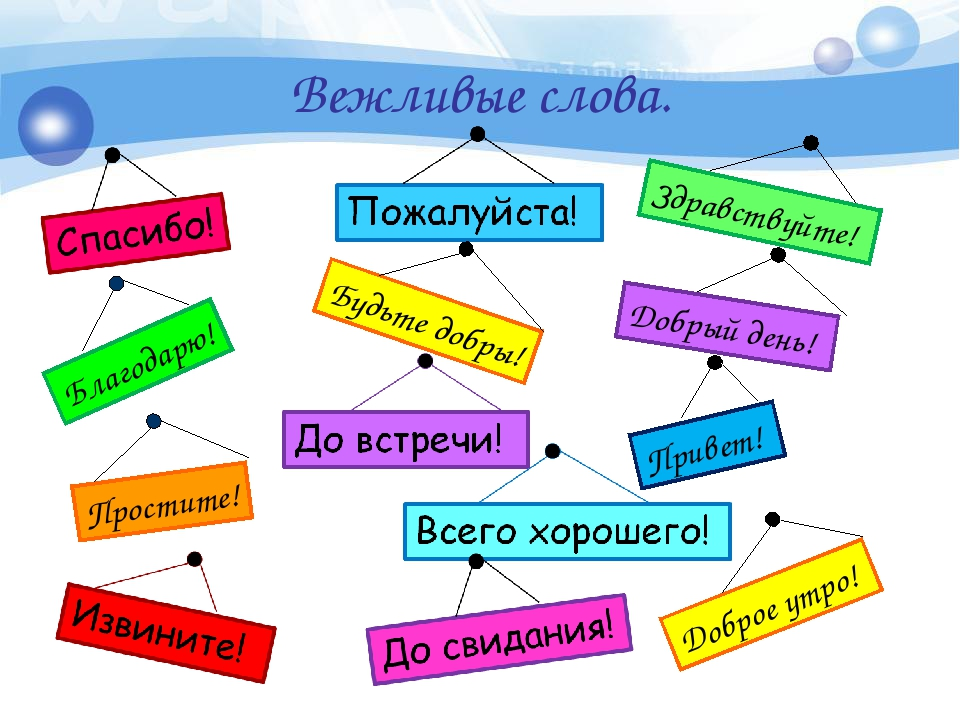 Вежливые слова.
Спасибо!
Пожалуйста!
Здравствуйте!
Благодарю!
Будьте добры!
Добрый день!
До встречи!
Привет!
Простите!
Всего хорошего!
Извините!
До свидания!
Доброе утро!